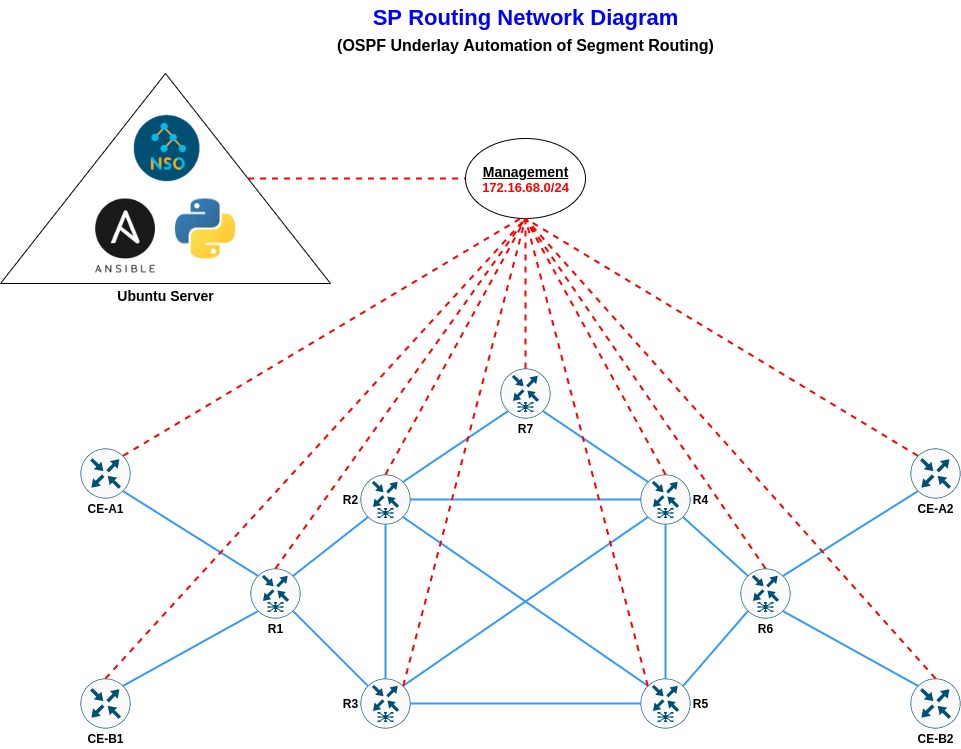 SP Routing Network Diagram
(OSPF Underlay Automation of Segment Routing)
NSO
ANSIBLE
Ubuntu Server
Management
172.16.68.0/24
R7
CE-A1
R2
R4
CE-A2
R1
R6
R3
R5
CE-B1
CE-B2